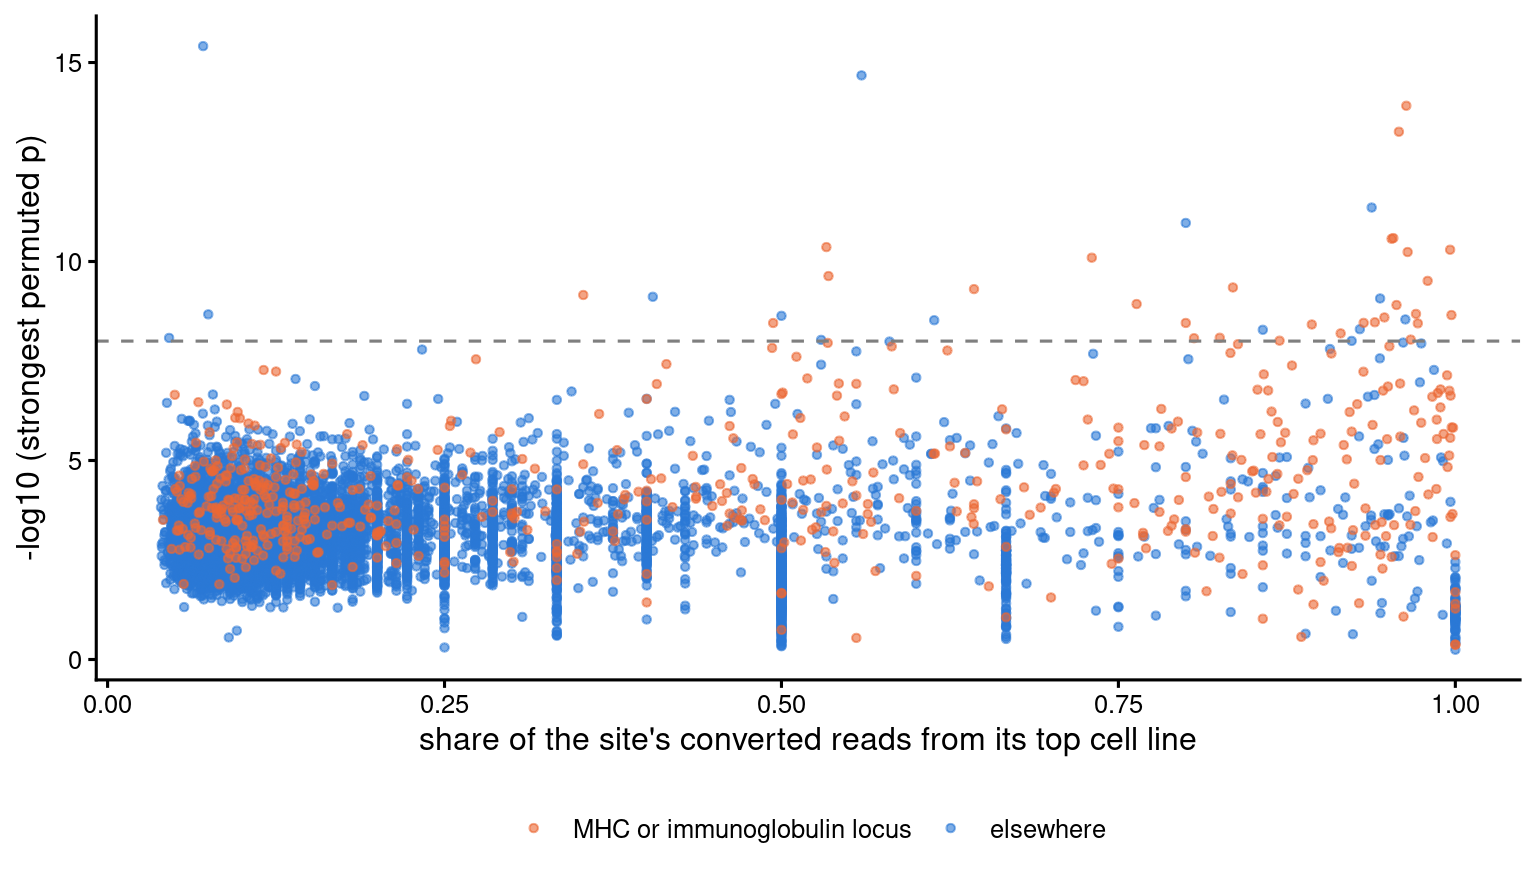 -log10 (strongest permuted p)
15
10
5
0
0.00 0.25 0.50 0.75 1.00
share of the site's converted reads from its top cell line
MHC or immunoglobulin locus elsewhere